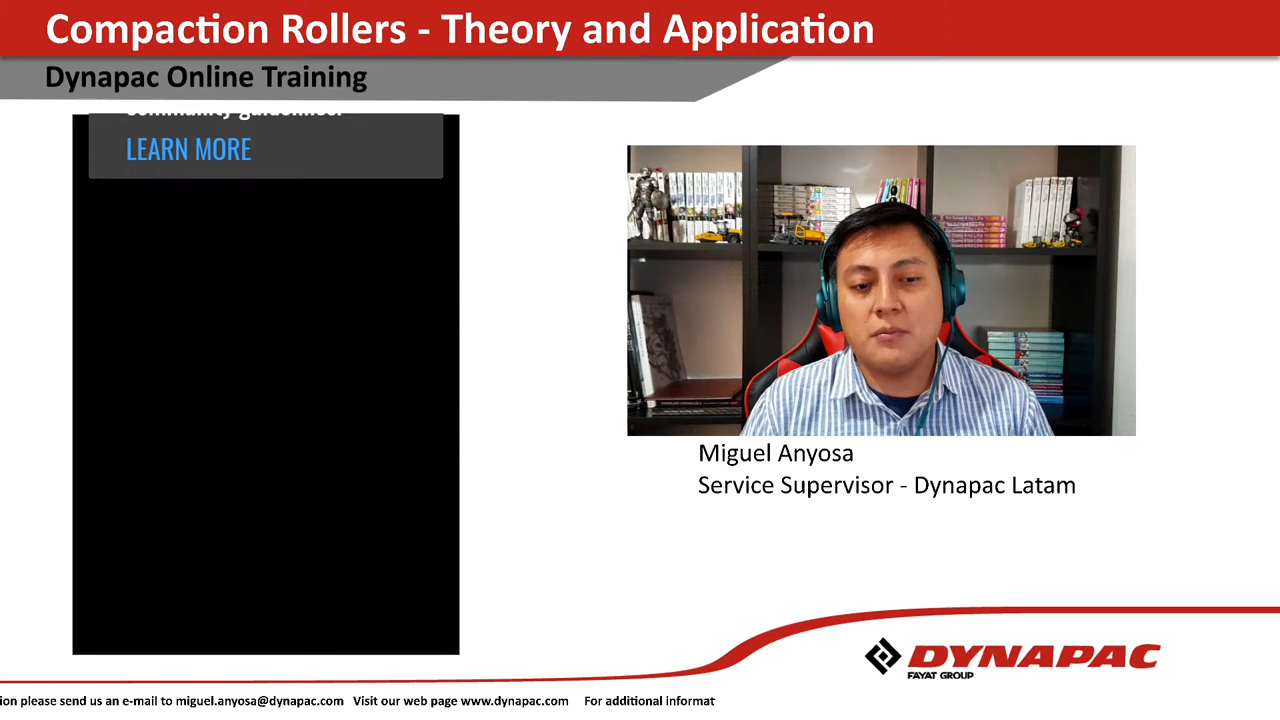 Compaction Rollers - Theory and Application
Dynapac Online Training
community guidelines.
LEARN MORE
Miguel Anyosa
Service Supervisor - Dynapac Latam
DYNAPAC
FAYAT GROUP
ion please send us an e-mail to miguel.anyosa@dynapac.com Visit our web page www.dynapac.com For additional informat